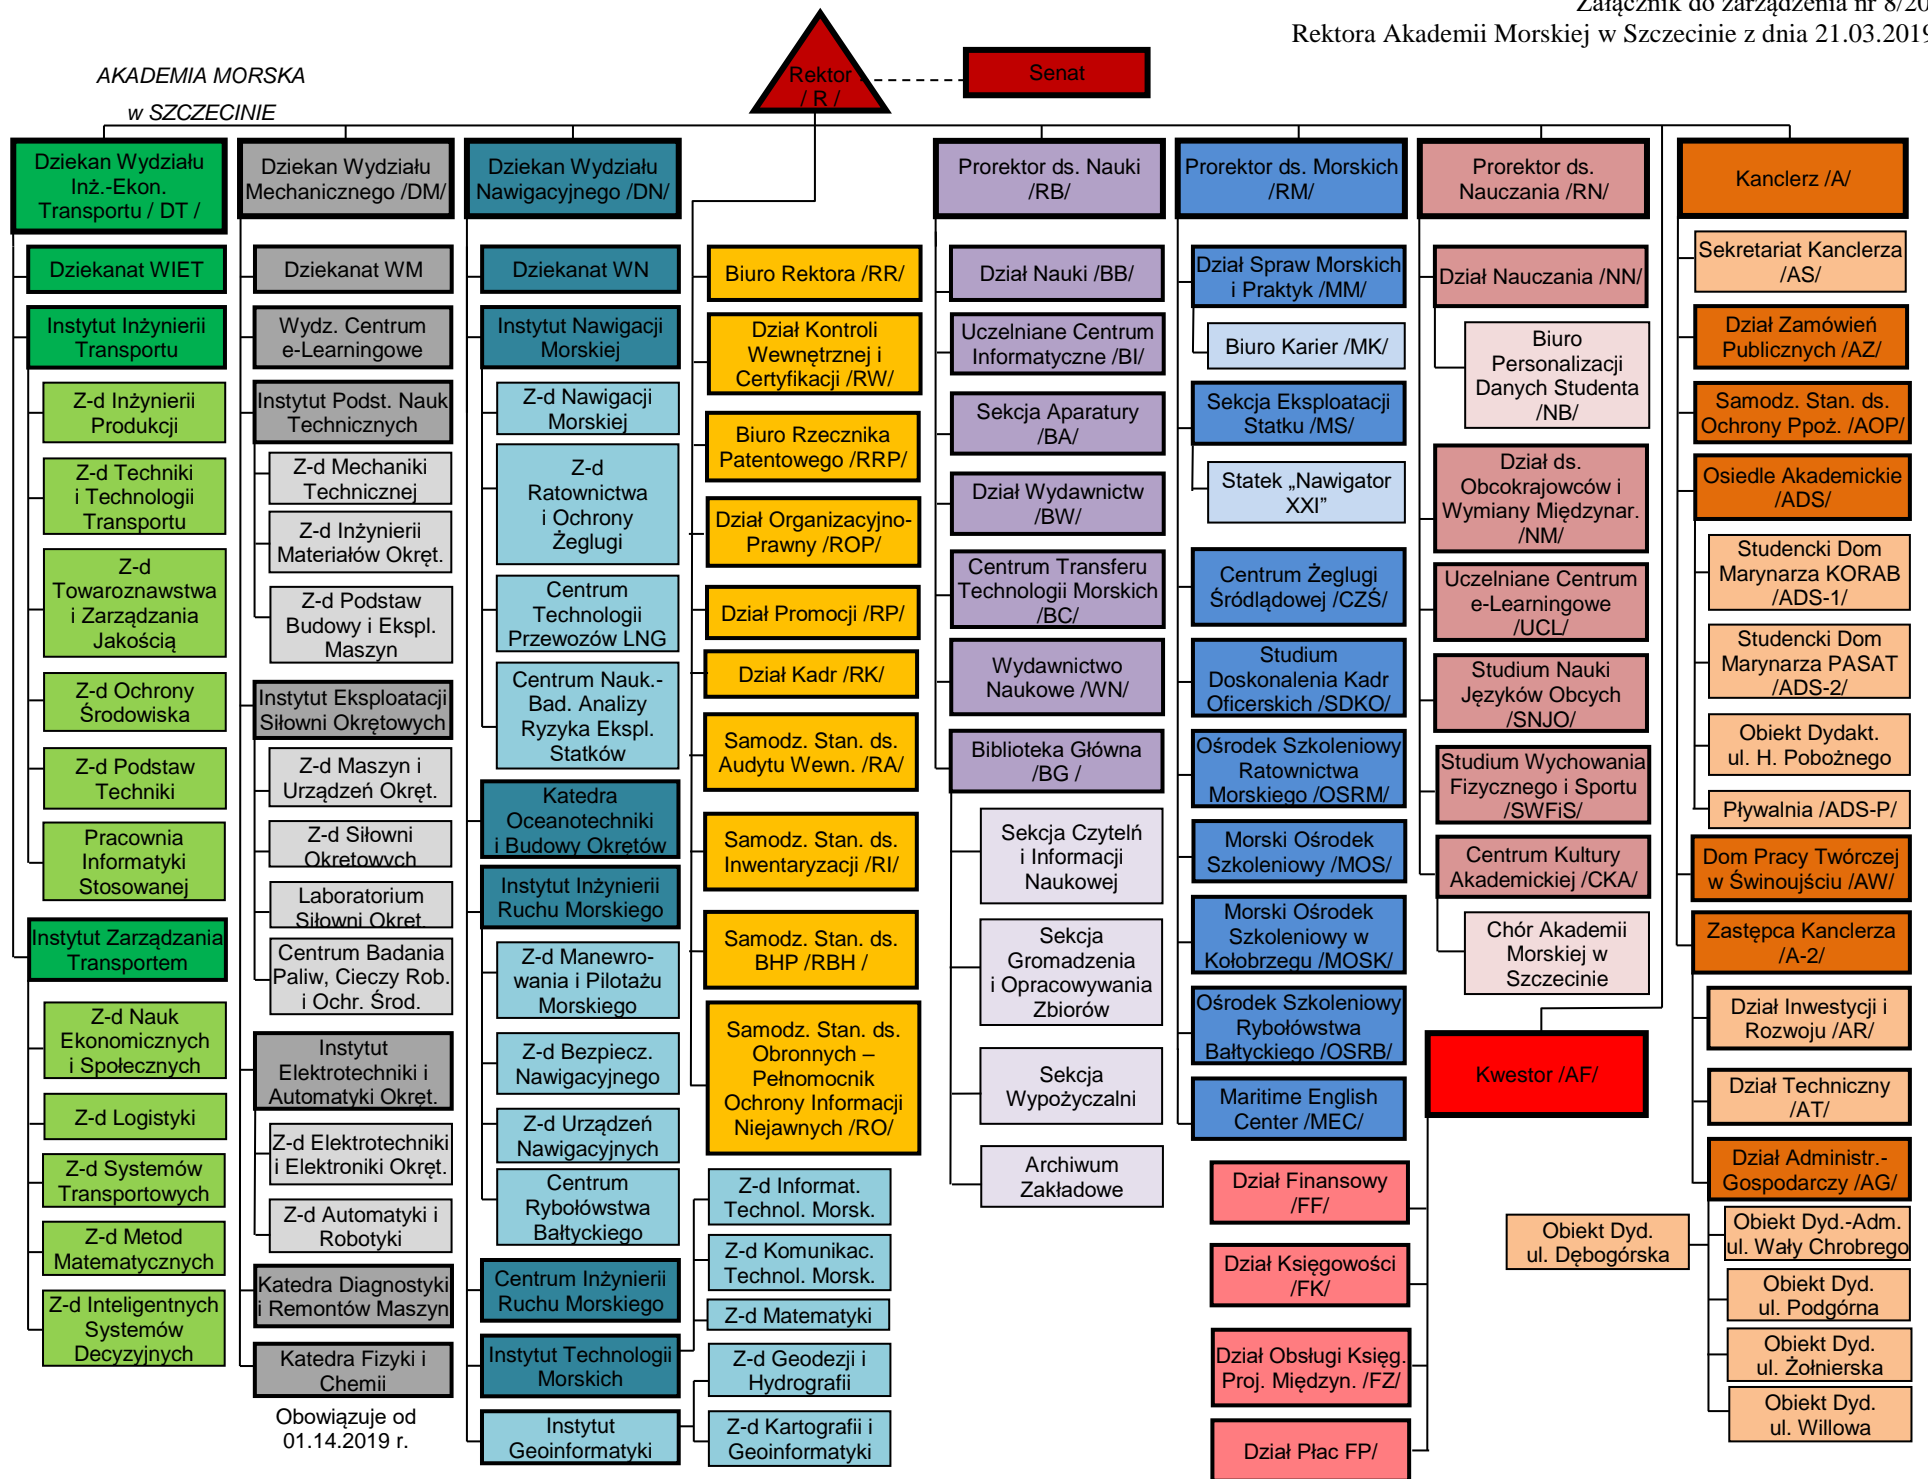 Załącznik do zarządzenia nr 8/20
Rektora Akademii Morskiej w Szczecinie z dnia 21.03.2019
AKADEMIA MORSKA
w SZCZECINIE
Rektor
/ R /
Senat
Dziekan Wydziału
Inż.-Ekon.
Transportu / DT /
Dziekanat WIET
Instytut Inżynierii
Transportu
Z-d Inżynierii
Produkcji
Z-d Techniki
i Technologii
Transportu
Z-d
Towaroznawstwa
i Zarządzania
Jakością
Z-d Ochrony
Środowiska
Z-d Podstaw
Techniki
Pracownia
Informatyki
Stosowanej
Instytut Zarządzania
Transportem
Z-d Nauk
Ekonomicznych
i Społecznych
Z-d Logistyki
Z-d Systemów
Transportowych
Z-d Metod
Matematycznych
Z-d Inteligentnych
Systemów
Decyzyjnych
Dziekan Wydziału
Mechanicznego /DM/
Dziekanat WM
Wydz. Centrum
e-Learningowe
Instytut Podst. Nauk
Technicznych
Z-d Mechaniki
Technicznej
Z-d Inżynierii
Materiałów Okręt.
Z-d Podstaw
Budowy i Ekspl.
Maszyn
Instytut Eksploatacji
Siłowni Okrętowych
Z-d Maszyn i
Urządzeń Okręt.
Z-d Siłowni
Okrętowych
Laboratorium
Siłowni Okręt.
Centrum Badania
Paliw, Cieczy Rob.
i Ochr. Środ.
Instytut
Elektrotechniki i
Automatyki Okręt.
Z-d Elektrotechniki
i Elektroniki Okręt.
Z-d Automatyki i
Robotyki
Katedra Diagnostyki
i Remontów Maszyn
Katedra Fizyki i
Chemii
Obowiązuje od
01.14.2019 r.
Dziekan Wydziału
Nawigacyjnego /DN/
Dziekanat WN
Instytut Nawigacji
Morskiej
Z-d Nawigacji
Morskiej
Z-d
Ratownictwa
i Ochrony
Żeglugi
Centrum
Technologii
Przewozów LNG
Centrum Nauk.-
Bad. Analizy
Ryzyka Ekspl.
Statków
Katedra
Oceanotechniki
i Budowy Okrętów
Instytut Inżynierii
Ruchu Morskiego
Z-d Manewro-
wania i Pilotażu
Morskiego
Z-d Bezpiecz.
Nawigacyjnego
Z-d Urządzeń
Nawigacyjnych
Centrum
Rybołówstwa
Bałtyckiego
Centrum Inżynierii
Ruchu Morskiego
Instytut Technologii
Morskich
Instytut
Geoinformatyki
Biuro Rektora /RR/
Dział Kontroli
Wewnętrznej i
Certyfikacji /RW/
Biuro Rzecznika
Patentowego /RRP/
Dział Organizacyjno-
Prawny /ROP/
Dział Promocji /RP/
Dział Kadr /RK/
Samodz. Stan. ds.
Audytu Wewn. /RA/
Samodz. Stan. ds.
Inwentaryzacji /RI/
Samodz. Stan. ds.
BHP /RBH /
Samodz. Stan. ds.
Obronnych –
Pełnomocnik
Ochrony Informacji
Niejawnych /RO/
Z-d Informat.
Technol. Morsk.
Z-d Komunikac.
Technol. Morsk.
Z-d Matematyki
Z-d Geodezji i
Hydrografii
Z-d Kartografii i
Geoinformatyki
Prorektor ds. Nauki
/RB/
Dział Nauki /BB/
Uczelniane Centrum
Informatyczne /BI/
Sekcja Aparatury
/BA/
Dział Wydawnictw
/BW/
Centrum Transferu
Technologii Morskich
/BC/
Wydawnictwo
Naukowe /WN/
Biblioteka Główna
/BG /
Sekcja Czytelń
i Informacji
Naukowej
Sekcja
Gromadzenia
i Opracowywania
Zbiorów
Sekcja
Wypożyczalni
Archiwum
Zakładowe
Prorektor ds. Morskich
/RM/
Dział Spraw Morskich
i Praktyk /MM/
Biuro Karier /MK/
Sekcja Eksploatacji
Statku /MS/
Statek „Nawigator
XXI”
Centrum Żeglugi
Śródlądowej /CZŚ/
Studium
Doskonalenia Kadr
Oficerskich /SDKO/
Ośrodek Szkoleniowy
Ratownictwa
Morskiego /OSRM/
Morski Ośrodek
Szkoleniowy /MOS/
Morski Ośrodek
Szkoleniowy w
Kołobrzegu /MOSK/
Ośrodek Szkoleniowy
Rybołówstwa
Bałtyckiego /OSRB/
Maritime English
Center /MEC/
Prorektor ds.
Nauczania /RN/
Dział Nauczania /NN/
Biuro
Personalizacji
Danych Studenta
/NB/
Dział ds.
Obcokrajowców i
Wymiany Międzynar.
/NM/
Uczelniane Centrum
e-Learningowe
/UCL/
Studium Nauki
Języków Obcych
/SNJO/
Studium Wychowania
Fizycznego i Sportu
/SWFiS/
Centrum Kultury
Akademickiej /CKA/
Chór Akademii
Morskiej w
Szczecinie
Kwestor /AF/
Dział Finansowy
/FF/
Dział Księgowości
/FK/
Dział Obsługi Księg.
Proj. Międzyn. /FZ/
Dział Płac FP/
Kanclerz /A/
Sekretariat Kanclerza
/AS/
Dział Zamówień
Publicznych /AZ/
Samodz. Stan. ds.
Ochrony Ppoż. /AOP/
Osiedle Akademickie
/ADS/
Studencki Dom
Marynarza KORAB
/ADS-1/
Studencki Dom
Marynarza PASAT
/ADS-2/
Obiekt Dydakt.
ul. H. Pobożnego
Pływalnia /ADS-P/
Dom Pracy Twórczej
w Świnoujściu /AW/
Zastępca Kanclerza
/A-2/
Dział Inwestycji i
Rozwoju /AR/
Dział Techniczny
/AT/
Dział Administr.-
Gospodarczy /AG/
Obiekt Dyd.
ul. Dębogórska
Obiekt Dyd.-Adm.
ul. Wały Chrobrego
Obiekt Dyd.
ul. Podgórna
Obiekt Dyd.
ul. Żołnierska
Obiekt Dyd.
ul. Willowa